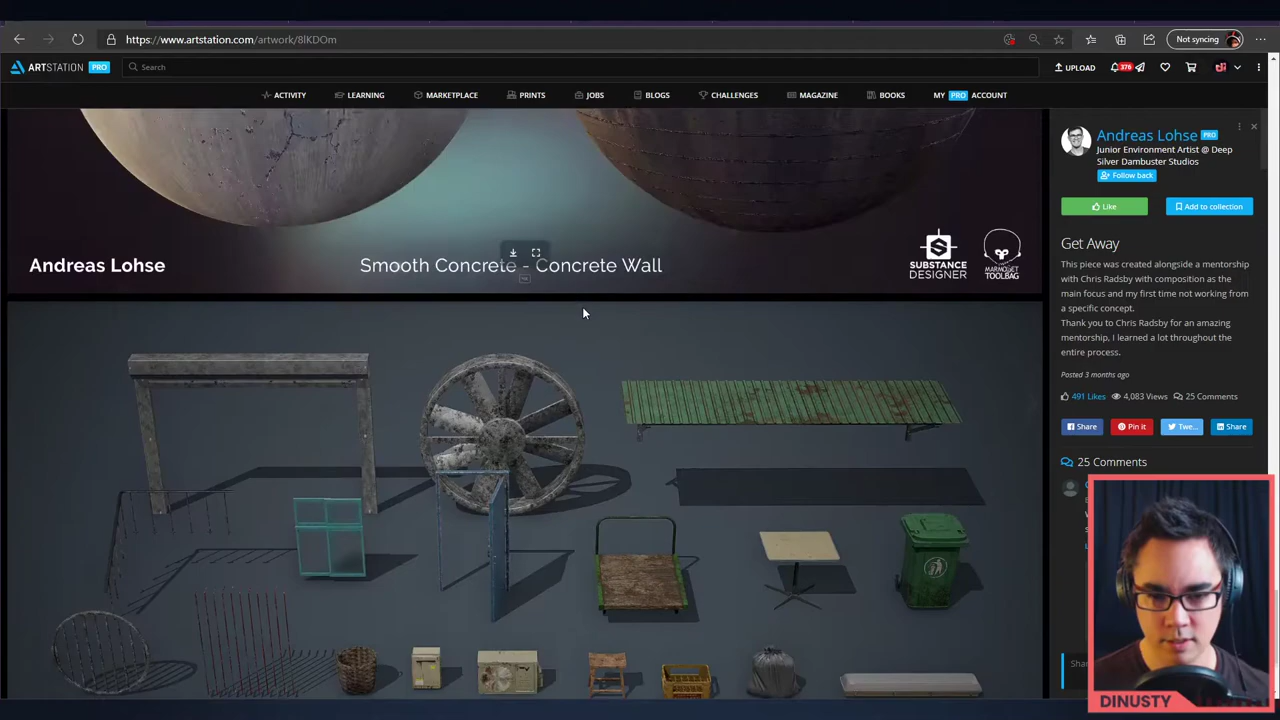 https://www.artstation.com/artwork/8lKDOm
Not syncing
ARTSTATION PRO
Search
UPLOAD
376
ACTIVITY
LEARNING
MARKETPLACE
PRINTS
JOBS
BLOGS
CHALLENGES
MAGAZINE
BOOKS
MY PRO ACCOUNT
Andreas Lohse
Smooth Concrete - Concrete Wall
SUBSTANCE
DESIGNER
MARMOSET
TOOLBAG
Andreas Lohse PRO
Junior Environment Artist @ Deep
Silver Dambuster Studios
Follow back
Like
Add to collection
Get Away
This piece was created alongside a mentorship
with Chris Radsby with composition as the
main focus and my first time not working from
a specific concept.
Thank you to Chris Radsby for an amazing
mentorship, I learned a lot throughout the
entire process.
Posted 3 months ago
491 Likes
4,083 Views
25 Comments
Share
Pin it
Twe...
Share
25 Comments
DINUSTY